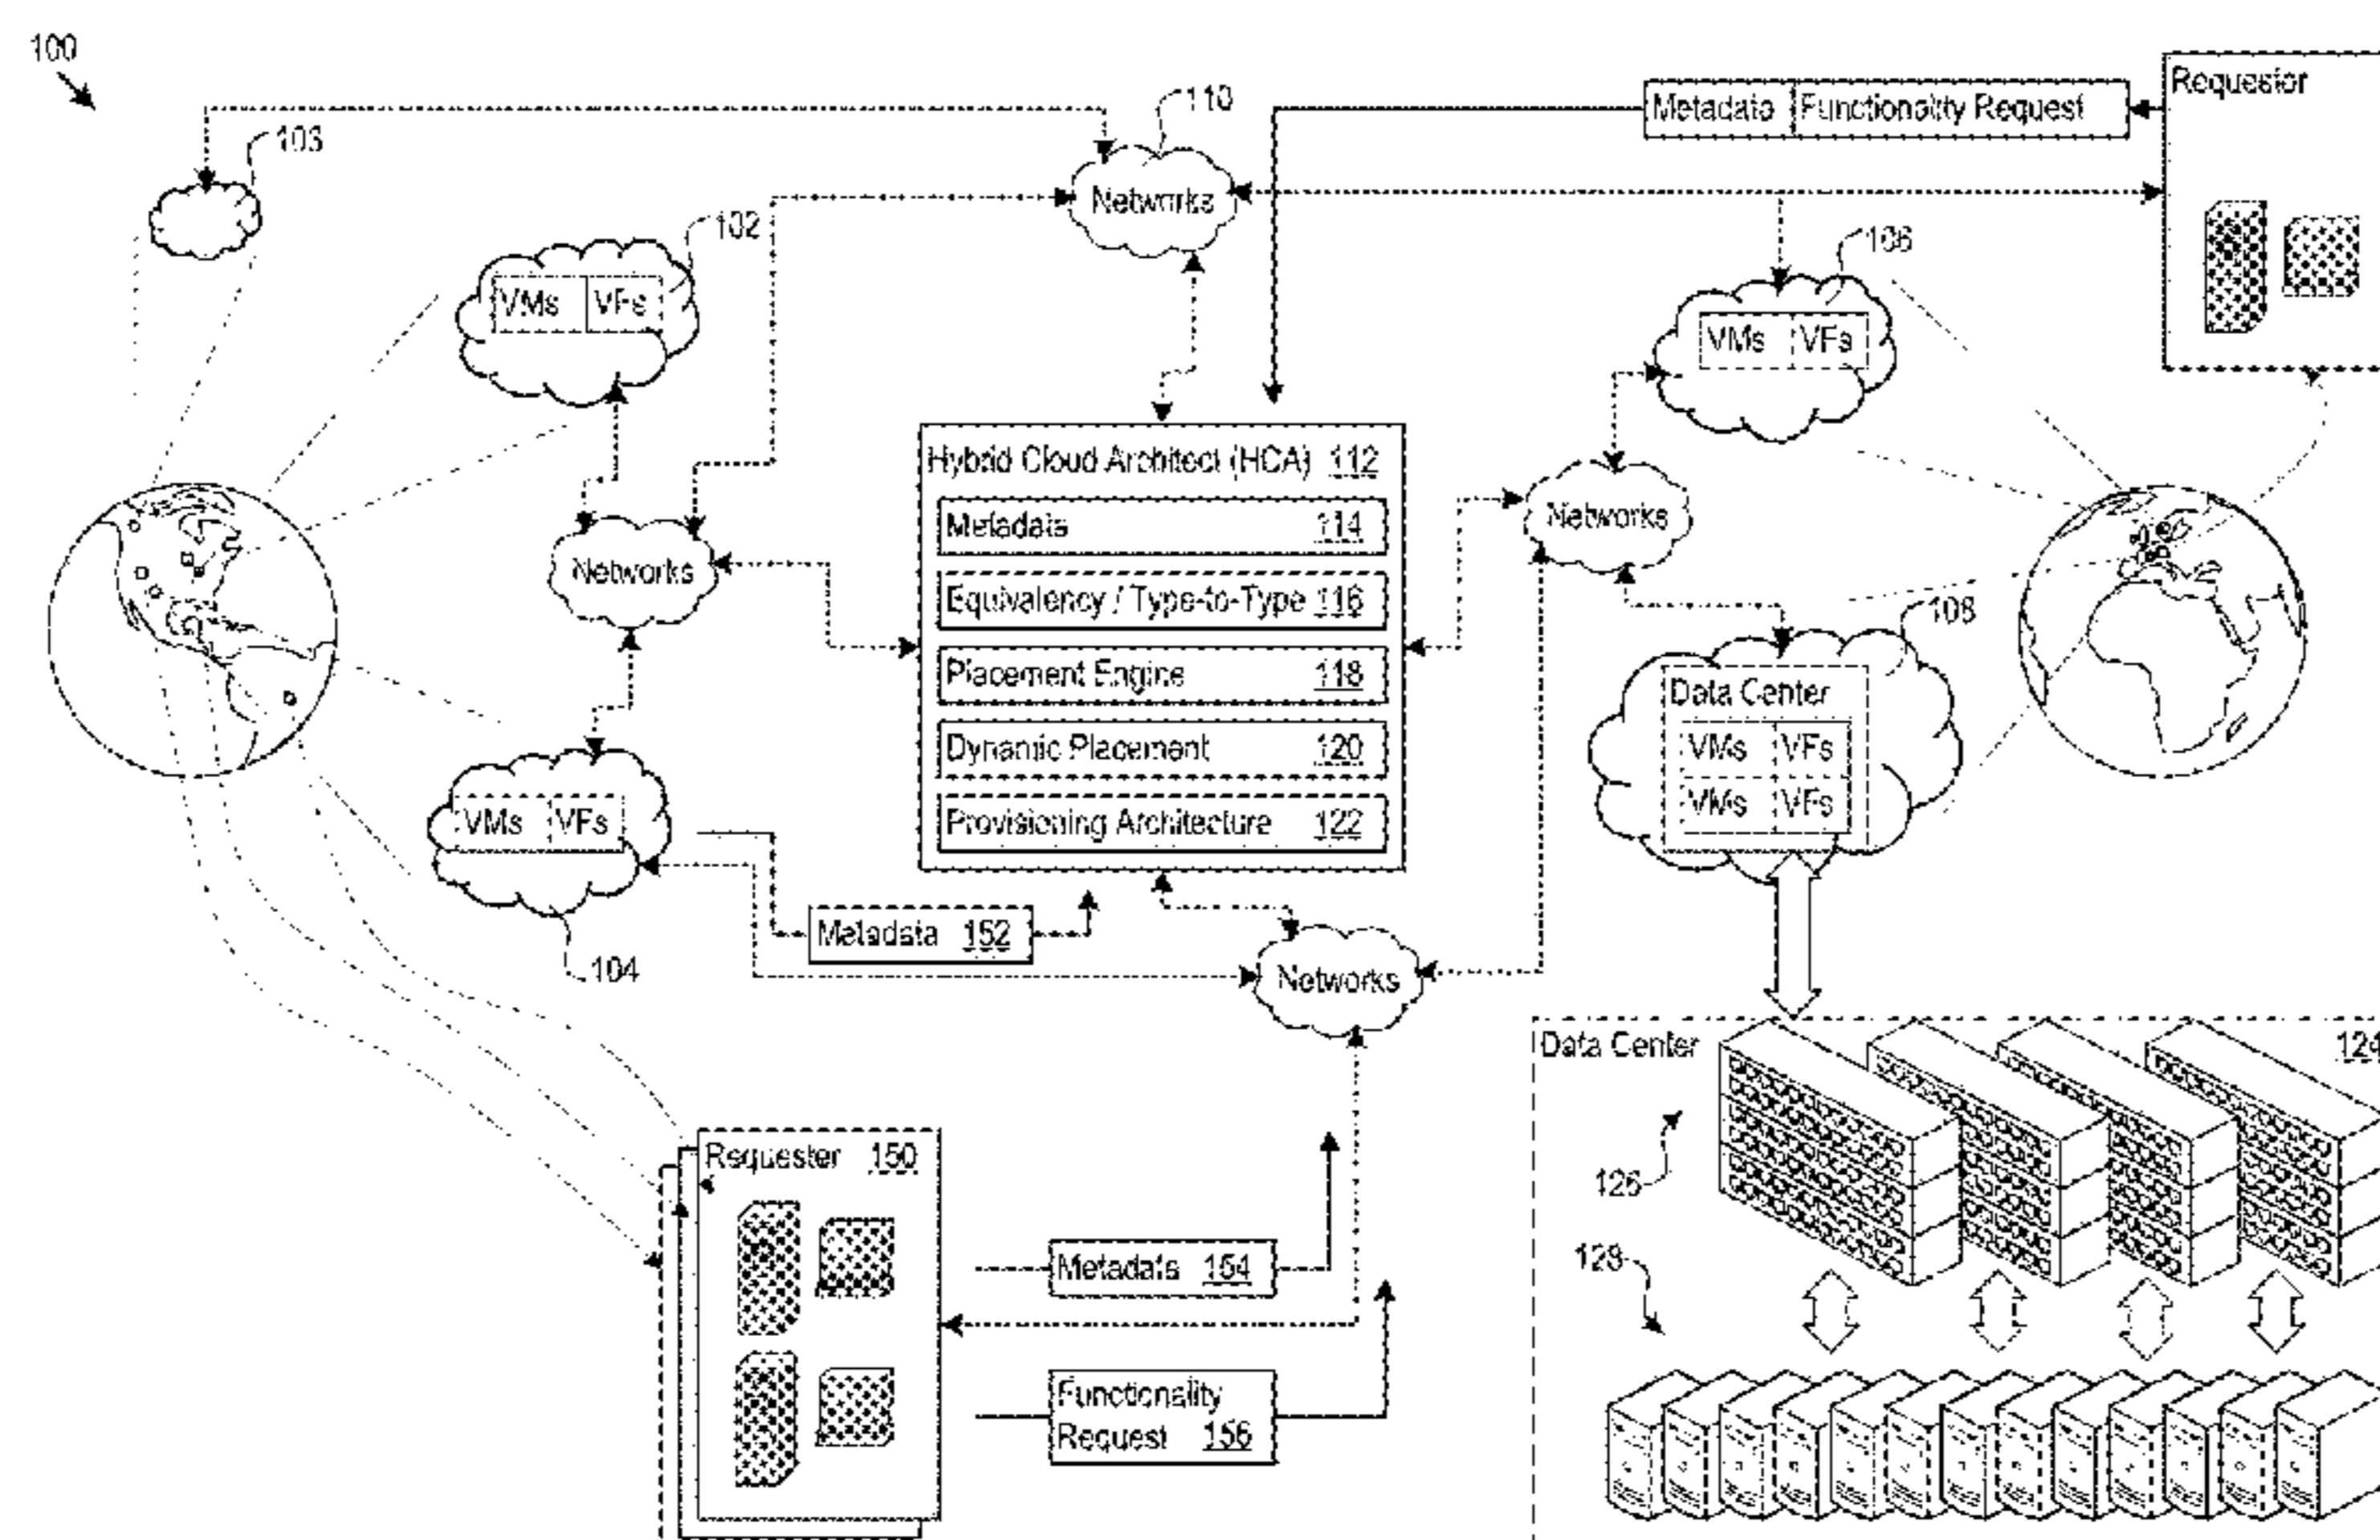 100
103
110
Metadata Functionality Request
Requestor
Networks
102
VMs VFs
106
VMs VFs
Hybrid Cloud Architect (HCA) 112
Metadata 114
Equivalency / Type-to-Type 116
Placement Engine 118
Dynamic Placement 120
Provisioning Architecture 122
Networks
Networks
108
Data Center
VMs VFs
VMs VFs
VMs VFs
104
Metadata 152
Networks
Data Center 124
126
128
Requester 150
Metadata 154
Functionality
Request 156